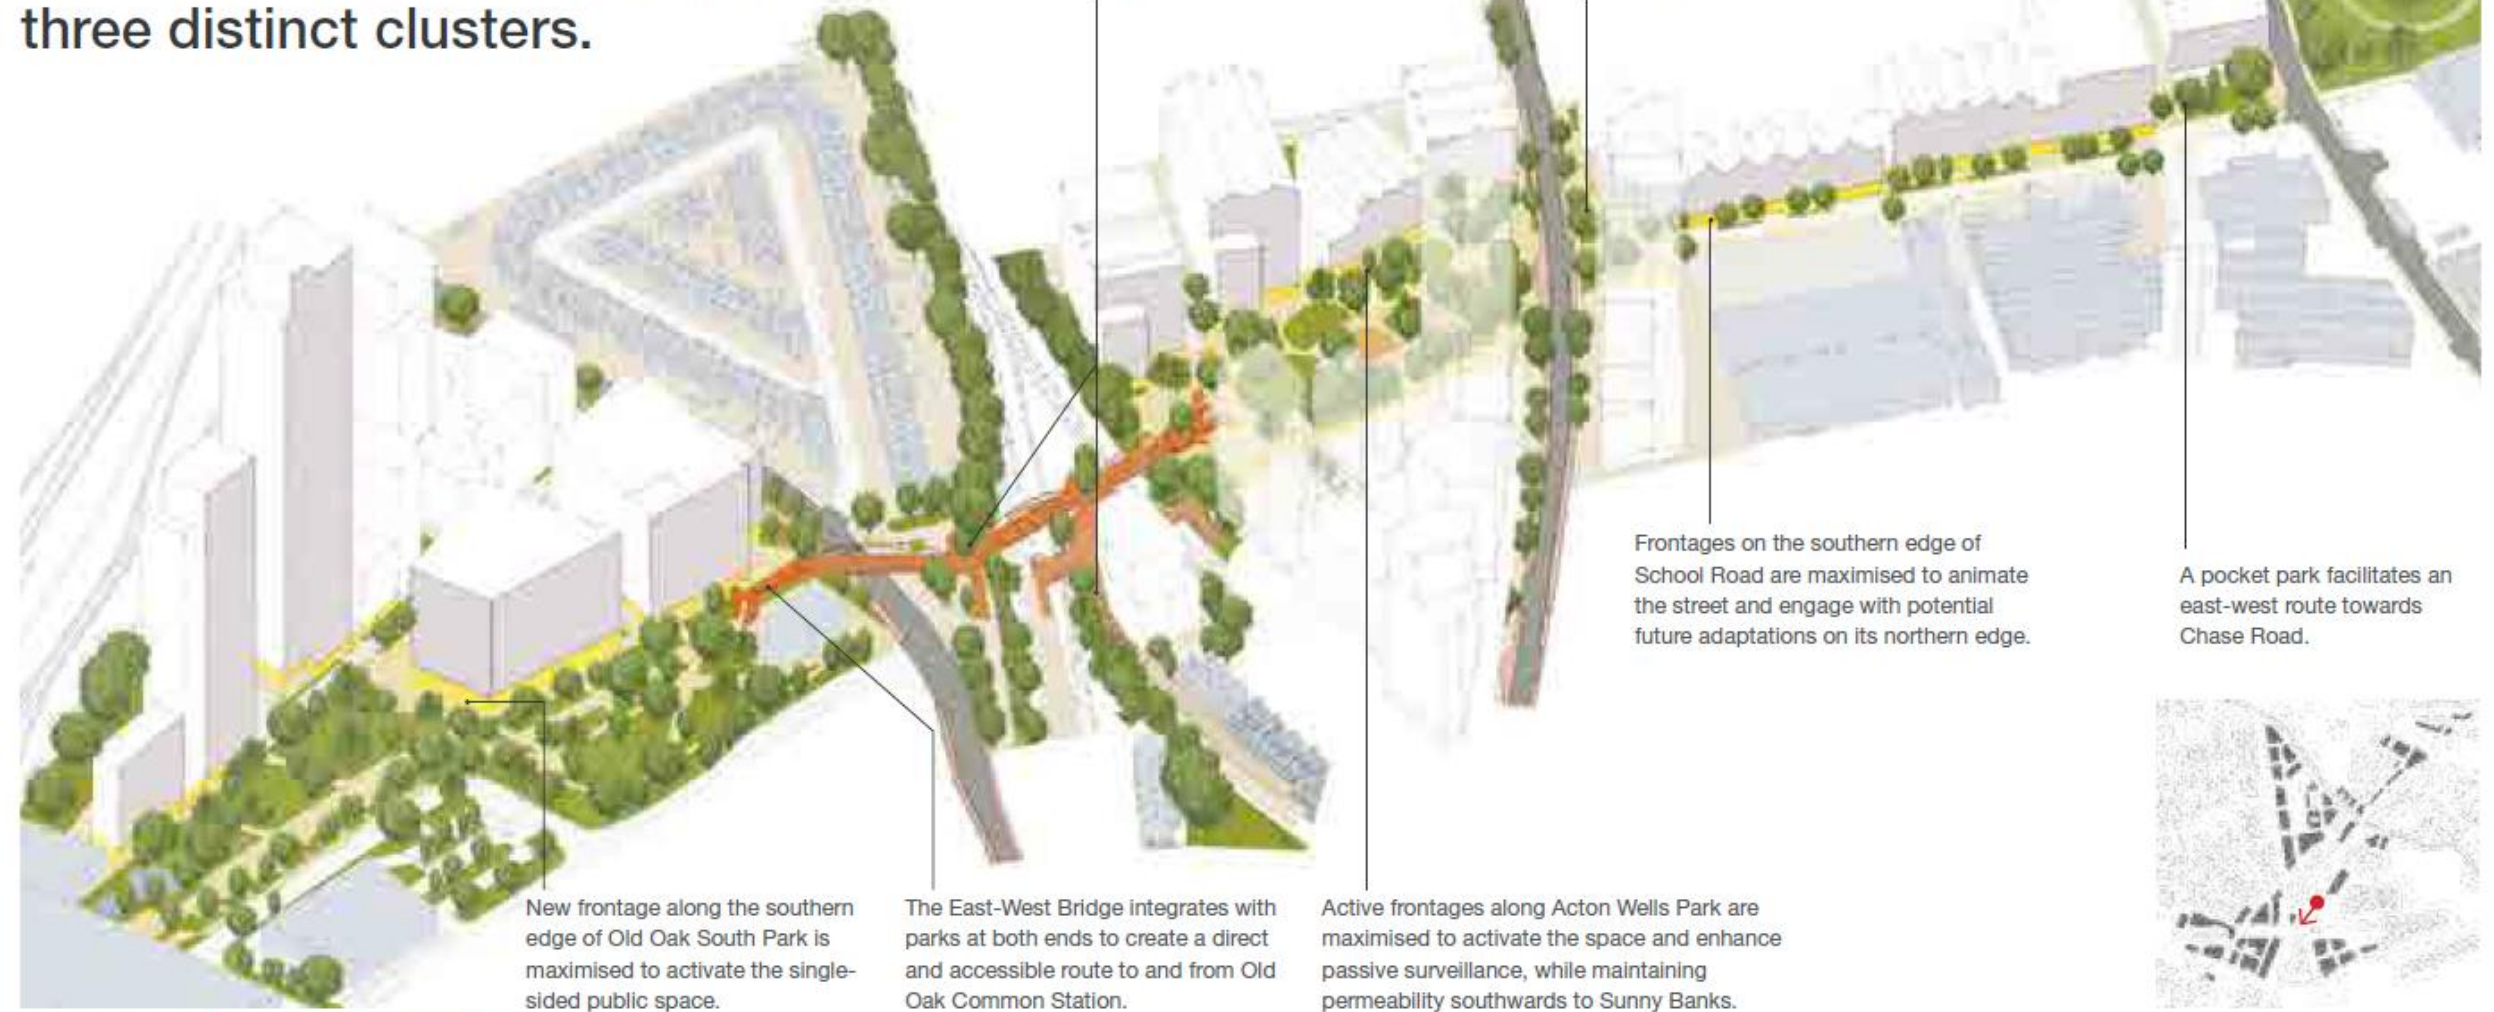 three distinct clusters.
Frontages on the southern edge of
School Road are maximised to animate
the street and engage with potential
future adaptations on its northern edge.
A pocket park facilitates an
east-west route towards
Chase Road.
New frontage along the southern
edge of Old Oak South Park is
maximised to activate the single-
sided public space.
The East-West Bridge integrates with
parks at both ends to create a direct
and accessible route to and from Old
Oak Common Station.
Active frontages along Acton Wells Park are
maximised to activate the space and enhance
passive surveillance, while maintaining
permeability southwards to Sunny Banks.